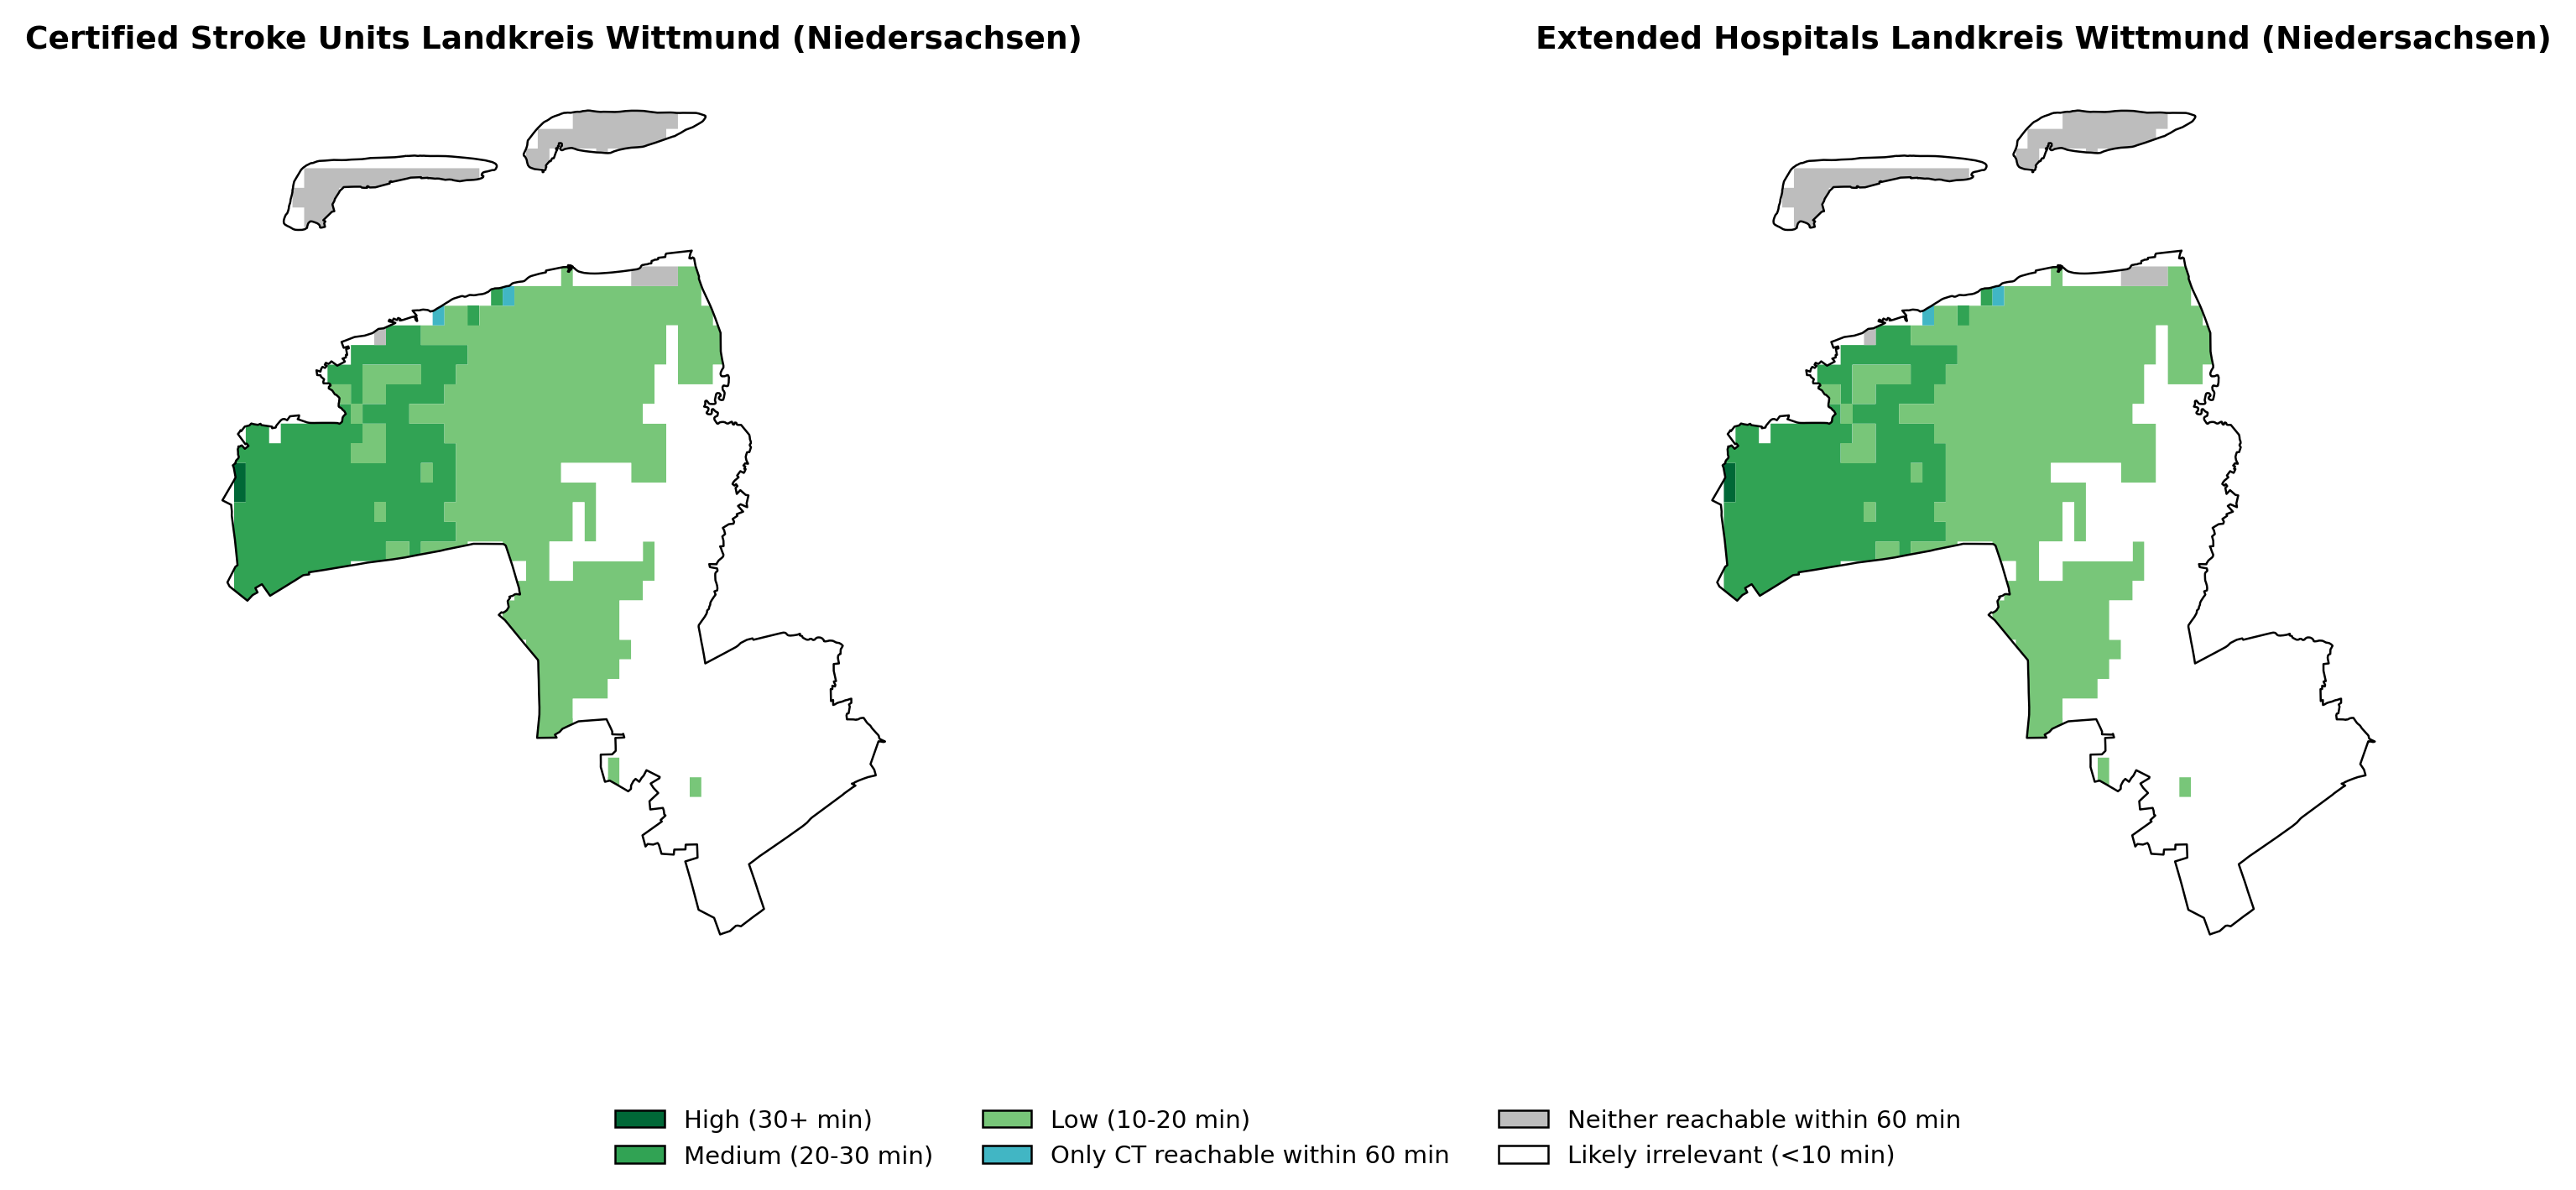 Certified Stroke Units Landkreis Wittmund (Niedersachsen)
Extended Hospitals Landkreis Wittmund (Niedersachsen)
High (30+ min)
Medium (20-30 min)
Low (10-20 min)
Only CT reachable within 60 min
Neither reachable within 60 min
Likely irrelevant (<10 min)